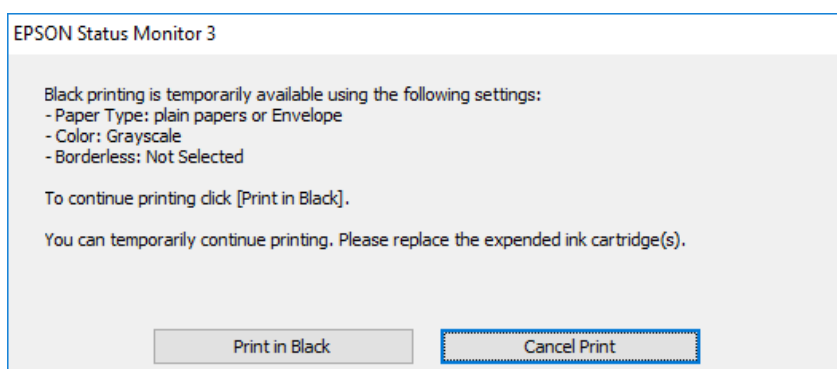 EPSON Status Monitor 3
Black printing is temporarily available using the following settings:
- Paper Type: plain papers or Envelope
- Color: Grayscale
- Borderless: Not Selected
To continue printing click [Print in Black].
You can temporarily continue printing. Please replace the expended ink cartridge(s).
Print in Black
Cancel Print